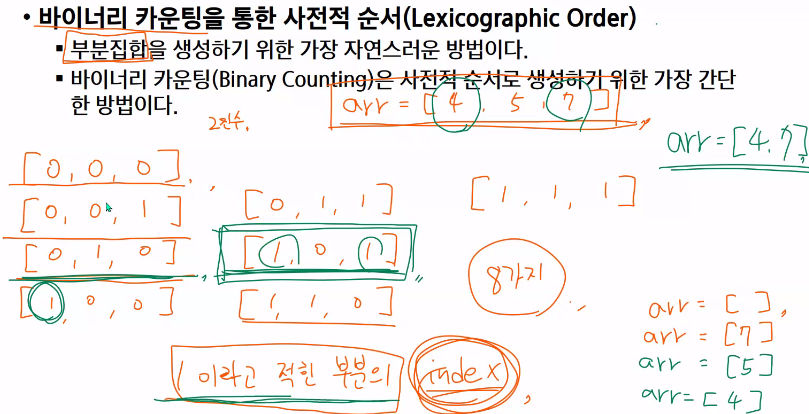 • 바이너리 카운팅을 통한 사전적 순서(Lexicographic Order)
▪ 부분집합을 생성하기 위한 가장 자연스러운 방법이다.
▪ 바이너리 카운팅(Binary Counting)은 사전적 순서로 생성하기 위한 가장 간단
한 방법이다.
arr = [ 4, 5, 7 ]
2진수.
arr = [4, 7]
[ 0, 0, 0 ]
[ 0, 0, 1 ]
[ 0, 1, 0 ]
[ 1, 0, 0 ]
[ 0, 1, 1 ]
[ 1, 0, 1 ]
[ 1, 1, 0 ]
[ 1, 1, 1 ]
8가지
arr = [ ],
arr = [7]
arr = [5]
arr = [ 4 ]
1 이라고 적힌 부분의 index,